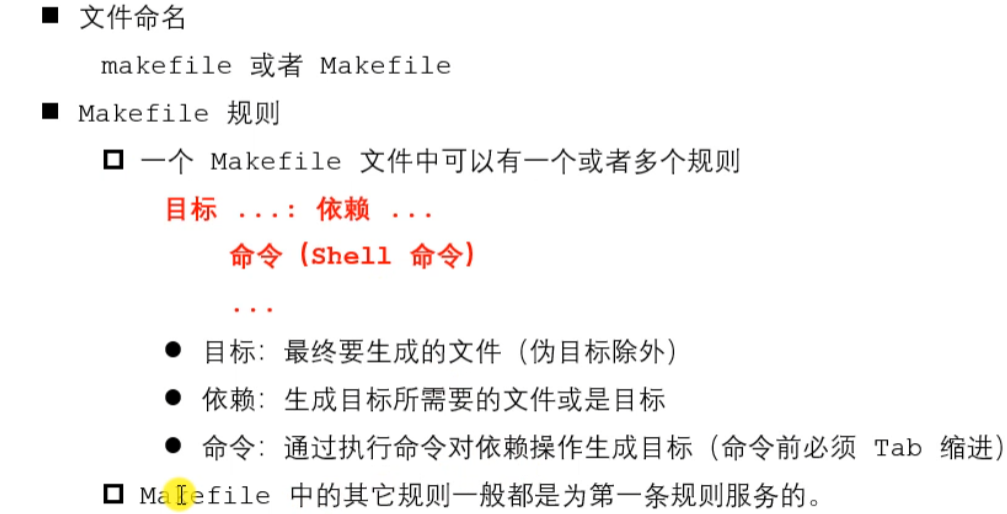 文件命名
makefile 或者 Makefile
Makefile 规则
一个 Makefile 文件中可以有一个或者多个规则
目标 ...: 依赖 ...
命令（Shell 命令）
...
目标：最终要生成的文件（伪目标除外）
依赖：生成目标所需要的文件或是目标
命令：通过执行命令对依赖操作生成目标（命令前必须 Tab 缩进）
Makefile 中的其它规则一般都是为第一条规则服务的。